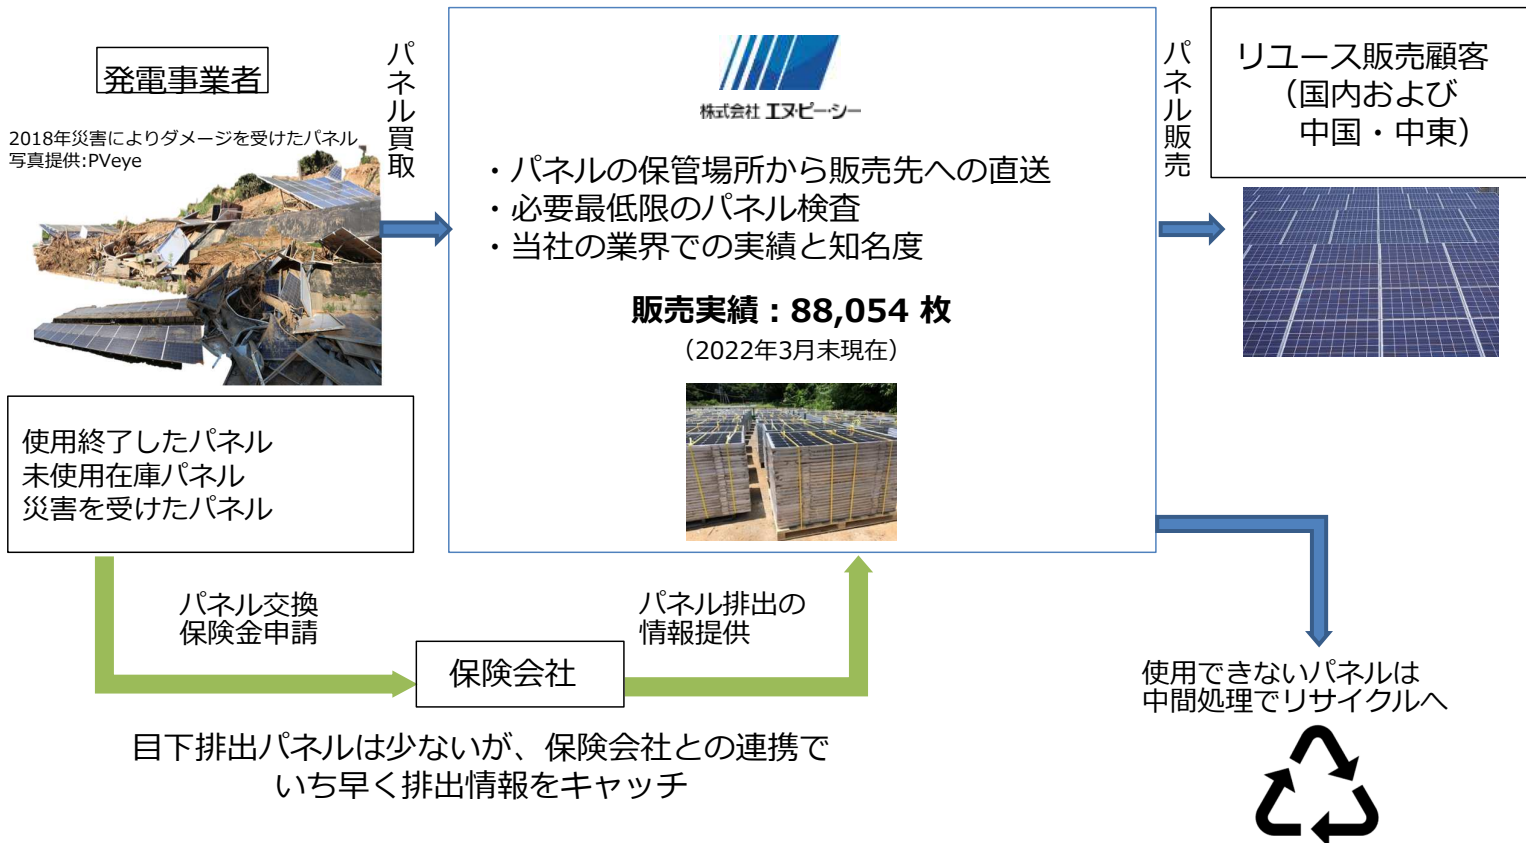 発電事業者
2018年災害によりダメージを受けたパネル
写真提供:PVeye
パネル買取
株式会社 エヌ・ピー・シー
・パネルの保管場所から販売先への直送
・必要最低限のパネル検査
・当社の業界での実績と知名度
販売実績：88,054 枚
（2022年3月末現在）
パネル販売
リユース販売顧客
（国内および
中国・中東）
使用終了したパネル
未使用在庫パネル
災害を受けたパネル
パネル交換
保険金申請
保険会社
パネル排出の
情報提供
目下排出パネルは少ないが、保険会社との連携で
いち早く排出情報をキャッチ
使用できないパネルは
中間処理でリサイクルへ